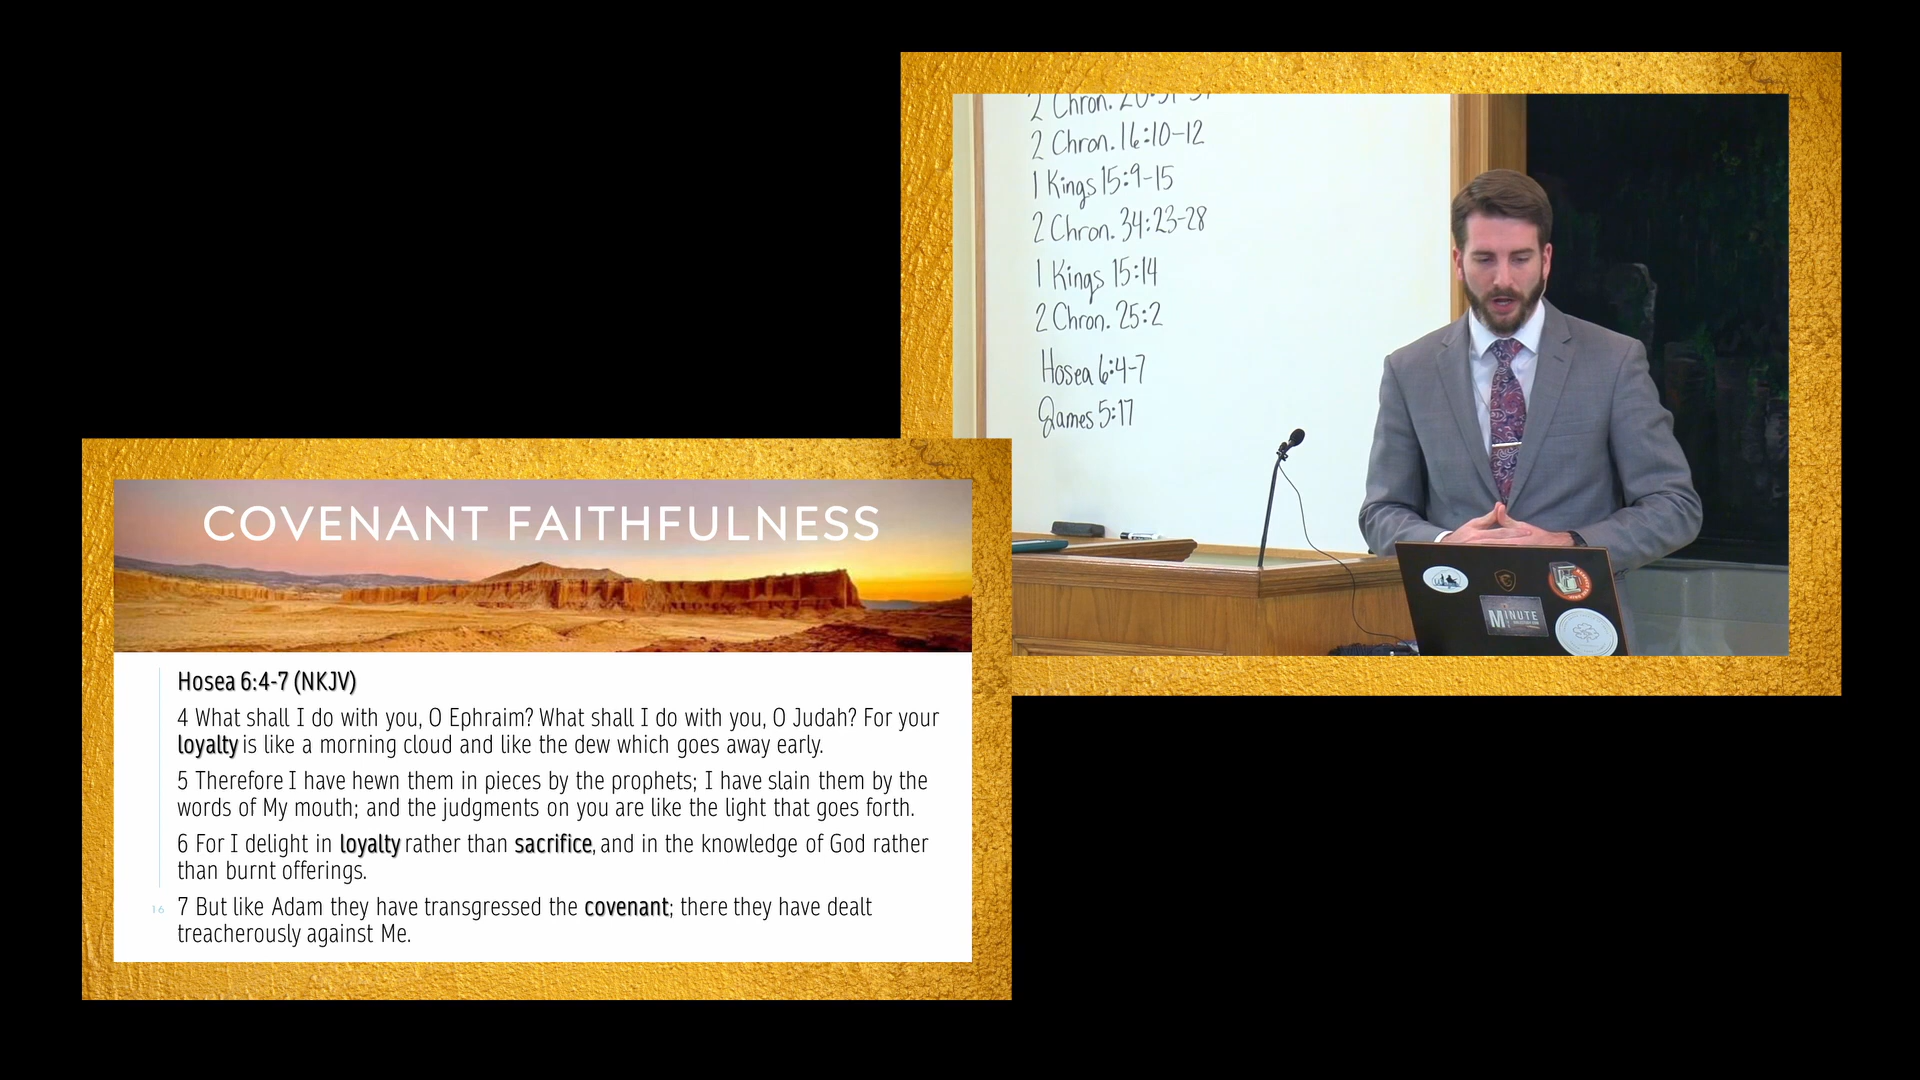 2 Chron. 20:31-37
2 Chron. 16:10-12
1 Kings 15:9-15
2 Chron. 34:23-28
1 Kings 15:14
2 Chron. 25:2
Hosea 6:4-7
James 5:17
MINUTE
COVENANT FAITHFULNESS
Hosea 6:4-7 (NKJV)
4 What shall I do with you, O Ephraim? What shall I do with you, O Judah? For your
loyalty is like a morning cloud and like the dew which goes away early.
5 Therefore I have hewn them in pieces by the prophets; I have slain them by the
words of My mouth; and the judgments on you are like the light that goes forth.
6 For I delight in loyalty rather than sacrifice, and in the knowledge of God rather
than burnt offerings.
16
7 But like Adam they have transgressed the covenant; there they have dealt
treacherously against Me.